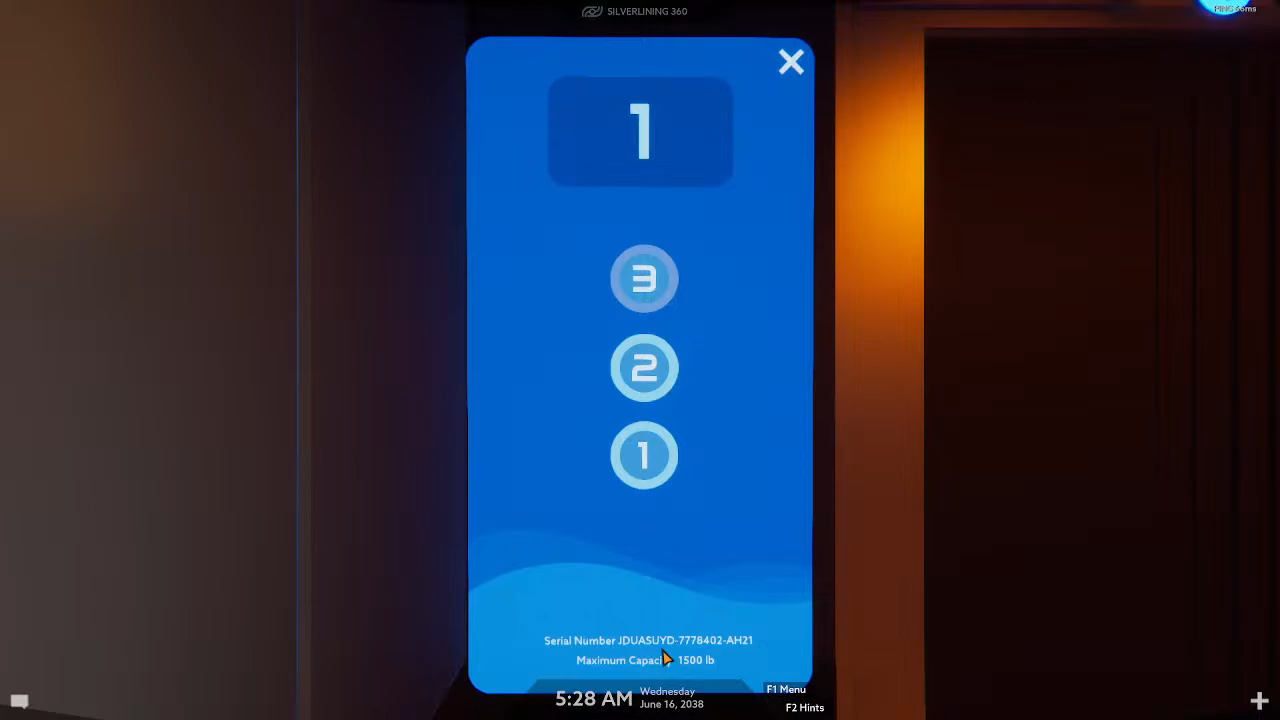 SILVERLINING 360
1
3
2
1
Serial Number JDUASUYD-7778402-AH21
Maximum Capaci 1500 lb
5:28 AM
Wednesday
June 16, 2038
F1 Menu
F2 Hints